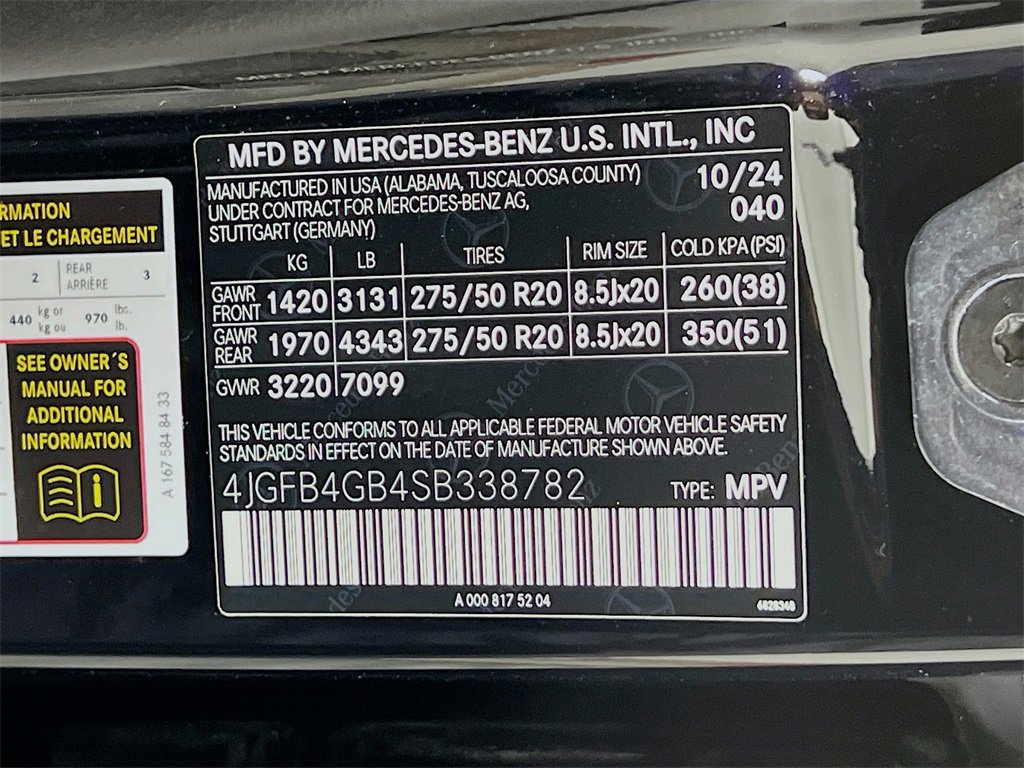 MFD BY MERCEDES-BENZ U.S. INTL., INC
MANUFACTURED IN USA (ALABAMA, TUSCALOOSA COUNTY) 10/24
UNDER CONTRACT FOR MERCEDES-BENZ AG, 040
STUTTGART (GERMANY)
KG LB TIRES RIM SIZE COLD KPA (PSI)
GAWR FRONT 1420 3131 275/50 R20 8.5Jx20 260(38)
GAWR REAR 1970 4343 275/50 R20 8.5Jx20 350(51)
GVWR 3220 7099
THIS VEHICLE CONFORMS TO ALL APPLICABLE FEDERAL MOTOR VEHICLE SAFETY
STANDARDS IN EFFECT ON THE DATE OF MANUFACTURE SHOWN ABOVE.
4JGFB4GB4SB338782 TYPE: MPV
A 000 817 52 04 6828348
RMATION
ET LE CHARGEMENT
2 REAR 3
ARRIÈRE
440 kg or 970 lbs.
kg ou lb.
SEE OWNER´S
MANUAL FOR
ADDITIONAL
INFORMATION
i
A 167 584 84 33